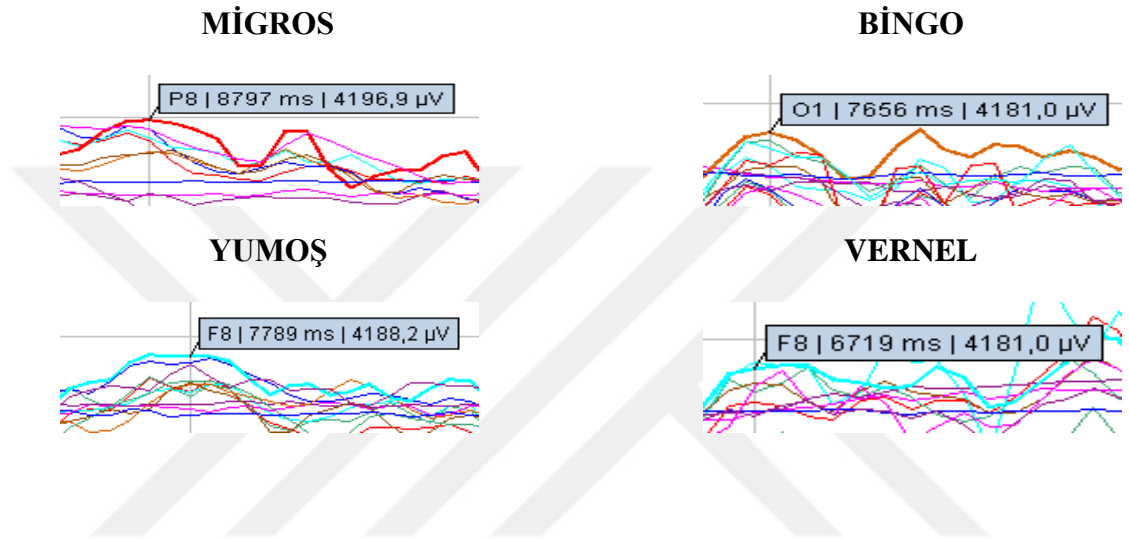 MİGROS
BİNGO
P8 | 8797 ms | 4196,9 µV
O1 | 7656 ms | 4181,0 µV
YUMOŞ
VERNEL
F8 | 7789 ms | 4188,2 µV
F8 | 6719 ms | 4181,0 µV